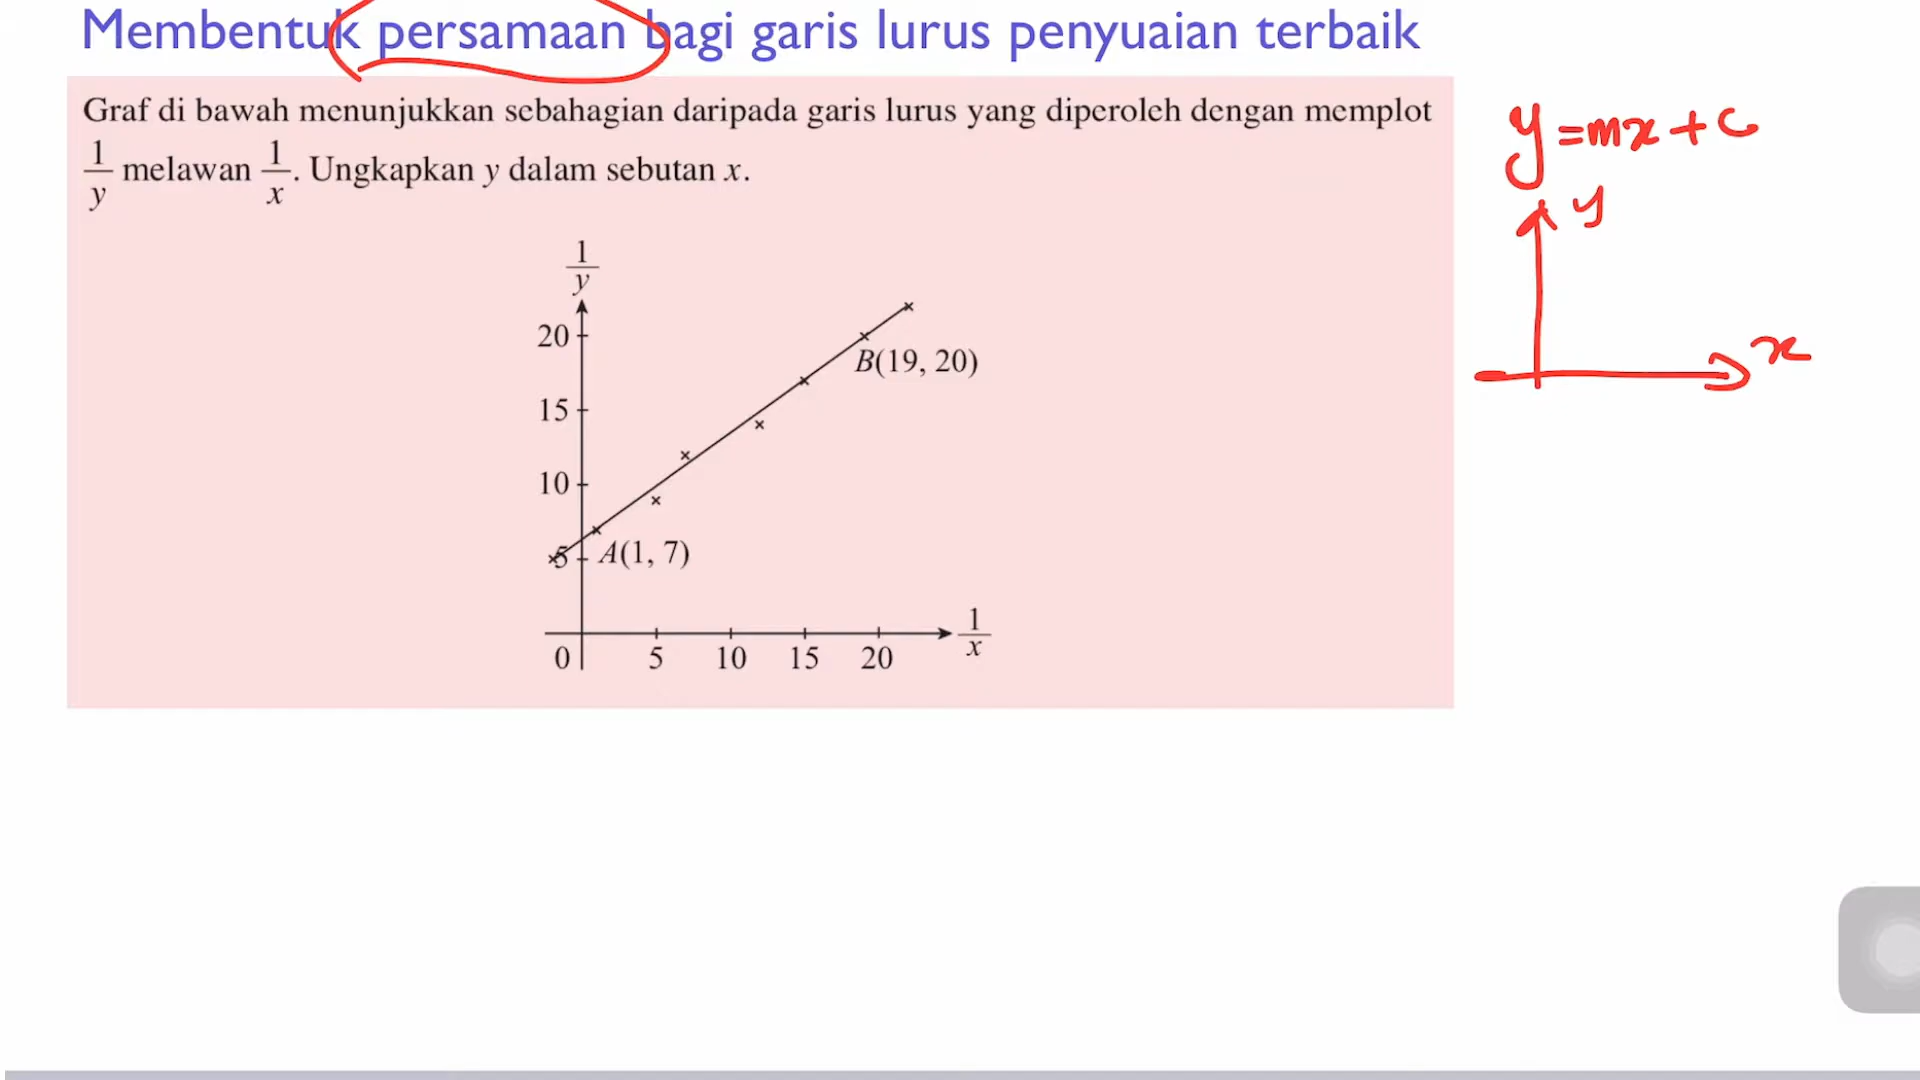 Membentuk persamaan bagi garis lurus penyuaian terbaik
Graf di bawah menunjukkan sebahagian daripada garis lurus yang diperoleh dengan memplot
1/y melawan 1/x. Ungkapkan y dalam sebutan x.
y = mx + c
y
x
1/y
20
15
10
5
B(19, 20)
A(1, 7)
0 5 10 15 20
1/x